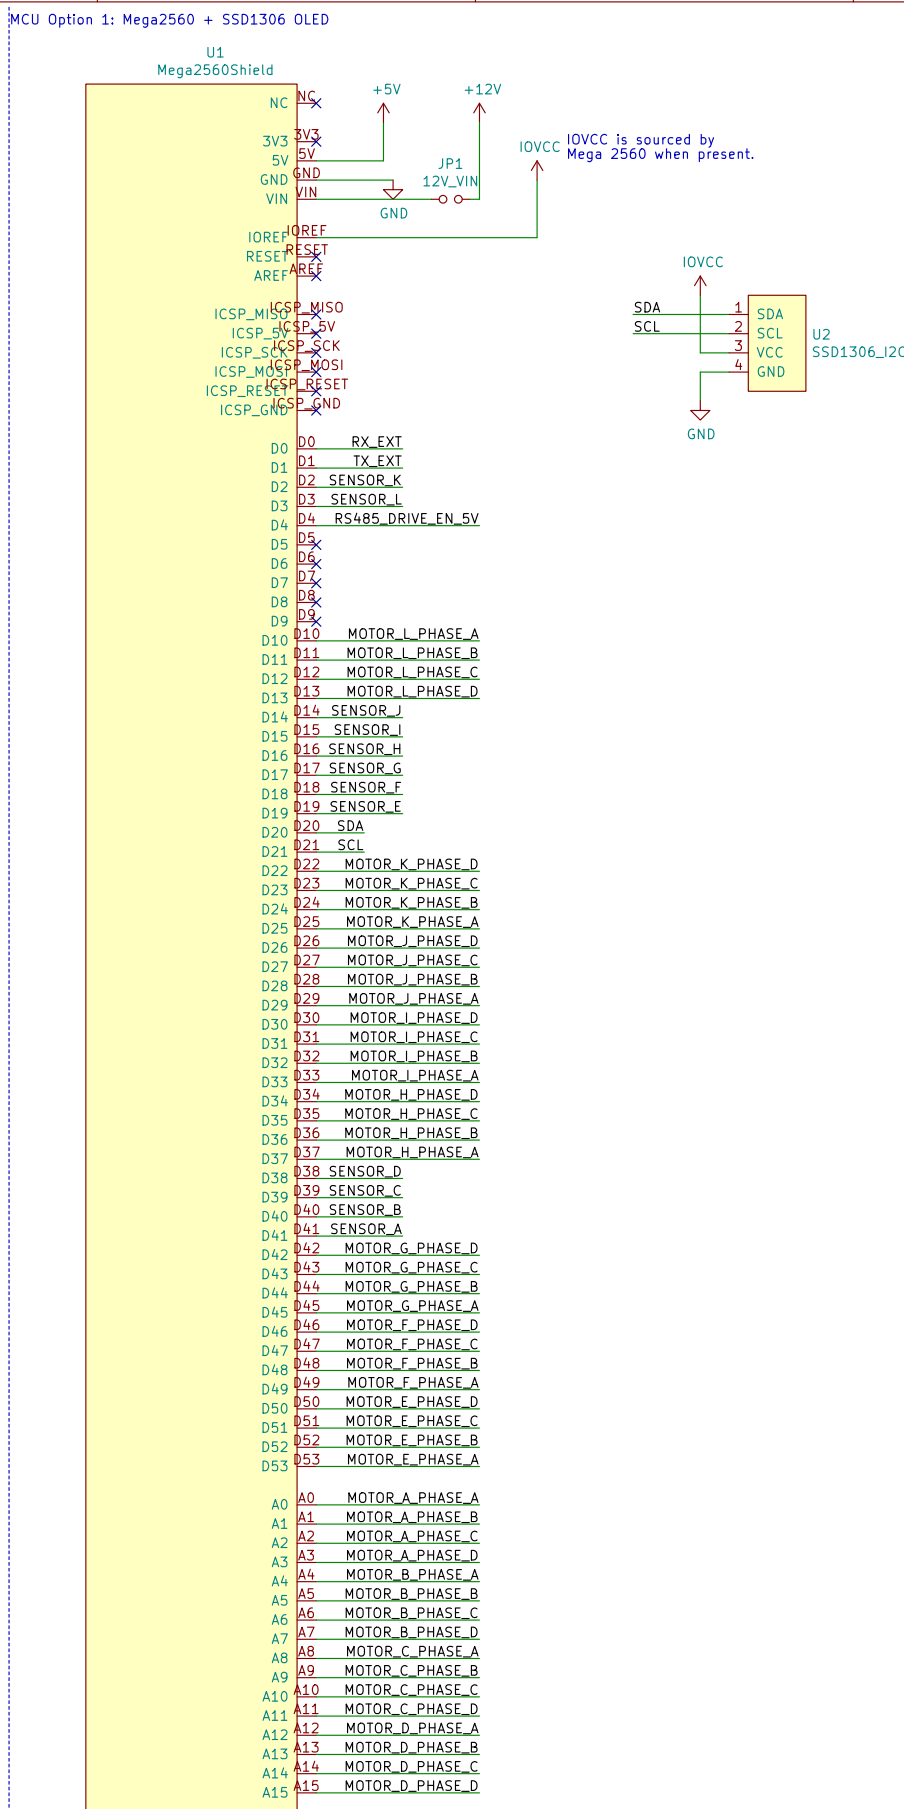 MCU Option 1: Mega2560 + SSD1306 OLED
U1
Mega2560Shield
NC NC
3V3 3V3
5V 5V
GND GND
VIN VIN
IOREF IOREF
RESET RESET
AREF AREF
+5V
+12V
JP1
12V_VIN
GND
IOVCC
IOVCC is sourced by
Mega 2560 when present.
ICSP_MISO ICSP_MISO
ICSP_5V ICSP_5V
ICSP_SCK ICSP_SCK
ICSP_MOSI ICSP_MOSI
ICSP_RESET ICSP_RESET
ICSP_GND ICSP_GND
IOVCC
SDA 1 SDA
SCL 2 SCL
3 VCC
4 GND
U2
SSD1306_I2C
GND
D0 D0 RX_EXT
D1 D1 TX_EXT
D2 D2 SENSOR_K
D3 D3 SENSOR_L
D4 D4 RS485_DRIVE_EN_5V
D5 D5
D6 D6
D7 D7
D8 D8
D9 D9
D10 D10 MOTOR_L_PHASE_A
D11 D11 MOTOR_L_PHASE_B
D12 D12 MOTOR_L_PHASE_C
D13 D13 MOTOR_L_PHASE_D
D14 D14 SENSOR_J
D15 D15 SENSOR_I
D16 D16 SENSOR_H
D17 D17 SENSOR_G
D18 D18 SENSOR_F
D19 D19 SENSOR_E
D20 D20 SDA
D21 D21 SCL
D22 D22 MOTOR_K_PHASE_D
D23 D23 MOTOR_K_PHASE_C
D24 D24 MOTOR_K_PHASE_B
D25 D25 MOTOR_K_PHASE_A
D26 D26 MOTOR_J_PHASE_D
D27 D27 MOTOR_J_PHASE_C
D28 D28 MOTOR_J_PHASE_B
D29 D29 MOTOR_J_PHASE_A
D30 D30 MOTOR_I_PHASE_D
D31 D31 MOTOR_I_PHASE_C
D32 D32 MOTOR_I_PHASE_B
D33 D33 MOTOR_I_PHASE_A
D34 D34 MOTOR_H_PHASE_D
D35 D35 MOTOR_H_PHASE_C
D36 D36 MOTOR_H_PHASE_B
D37 D37 MOTOR_H_PHASE_A
D38 D38 SENSOR_D
D39 D39 SENSOR_C
D40 D40 SENSOR_B
D41 D41 SENSOR_A
D42 D42 MOTOR_G_PHASE_D
D43 D43 MOTOR_G_PHASE_C
D44 D44 MOTOR_G_PHASE_B
D45 D45 MOTOR_G_PHASE_A
D46 D46 MOTOR_F_PHASE_D
D47 D47 MOTOR_F_PHASE_C
D48 D48 MOTOR_F_PHASE_B
D49 D49 MOTOR_F_PHASE_A
D50 D50 MOTOR_E_PHASE_D
D51 D51 MOTOR_E_PHASE_C
D52 D52 MOTOR_E_PHASE_B
D53 D53 MOTOR_E_PHASE_A
A0 A0 MOTOR_A_PHASE_A
A1 A1 MOTOR_A_PHASE_B
A2 A2 MOTOR_A_PHASE_C
A3 A3 MOTOR_A_PHASE_D
A4 A4 MOTOR_B_PHASE_A
A5 A5 MOTOR_B_PHASE_B
A6 A6 MOTOR_B_PHASE_C
A7 A7 MOTOR_B_PHASE_D
A8 A8 MOTOR_C_PHASE_A
A9 A9 MOTOR_C_PHASE_B
A10 A10 MOTOR_C_PHASE_C
A11 A11 MOTOR_C_PHASE_D
A12 A12 MOTOR_D_PHASE_A
A13 A13 MOTOR_D_PHASE_B
A14 A14 MOTOR_D_PHASE_C
A15 A15 MOTOR_D_PHASE_D